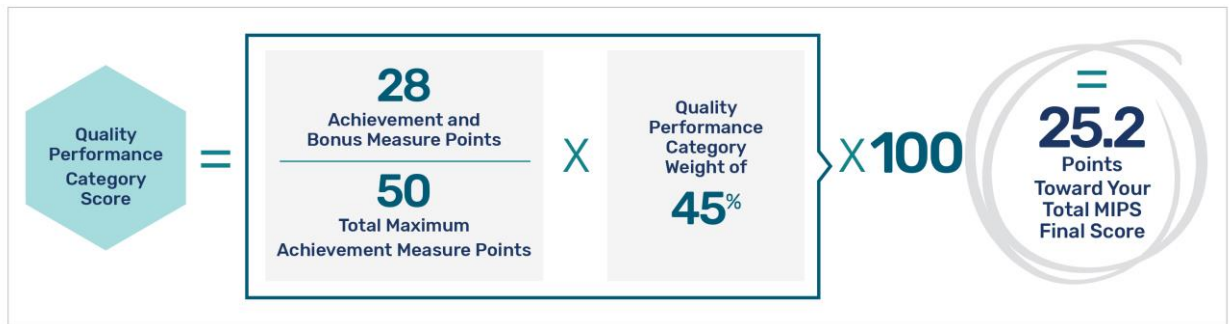 Quality
Performance
Category
Score
=
28
Achievement and
Bonus Measure Points
50
Total Maximum
Achievement Measure Points
X
Quality
Performance
Category
Weight of
45%
X 100
=
25.2
Points
Toward Your
Total MIPS
Final Score